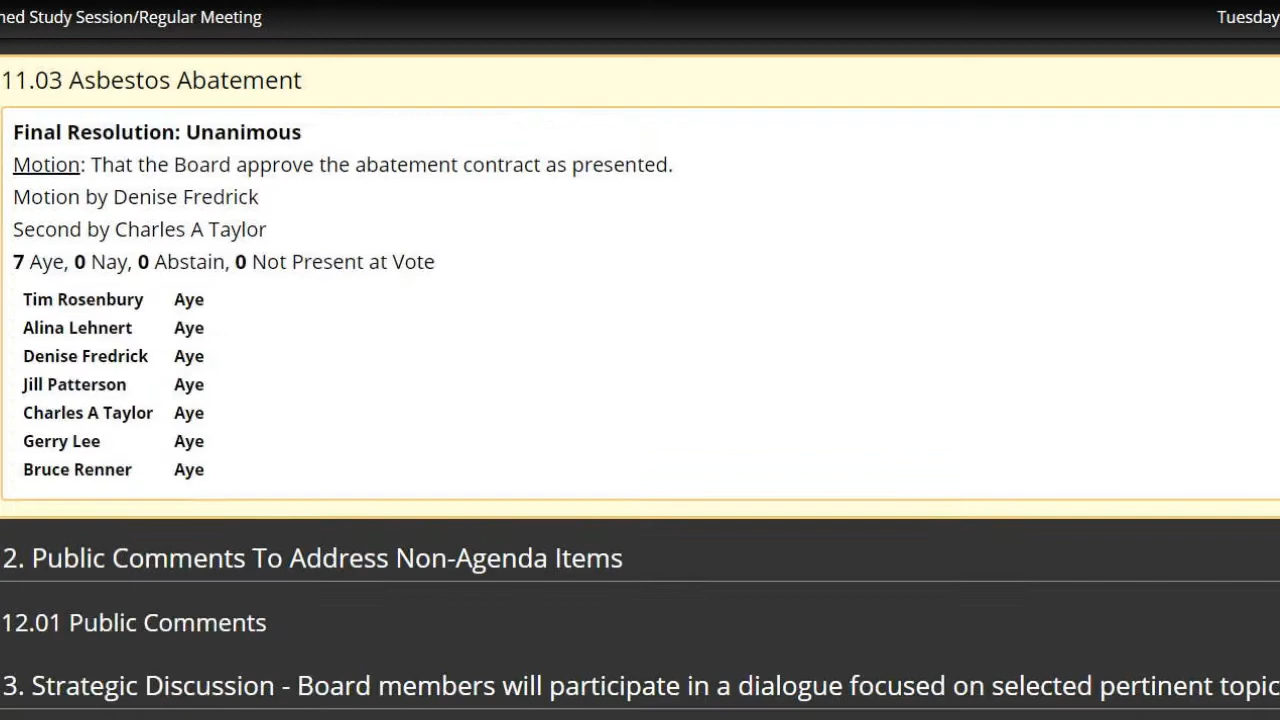 ned Study Session/Regular Meeting
Tuesday
11.03 Asbestos Abatement
Final Resolution: Unanimous
Motion: That the Board approve the abatement contract as presented.
Motion by Denise Fredrick
Second by Charles A Taylor
7 Aye, 0 Nay, 0 Abstain, 0 Not Present at Vote
Tim Rosenbury Aye
Alina Lehnert Aye
Denise Fredrick Aye
Jill Patterson Aye
Charles A Taylor Aye
Gerry Lee Aye
Bruce Renner Aye
2. Public Comments To Address Non-Agenda Items
12.01 Public Comments
3. Strategic Discussion - Board members will participate in a dialogue focused on selected pertinent topic